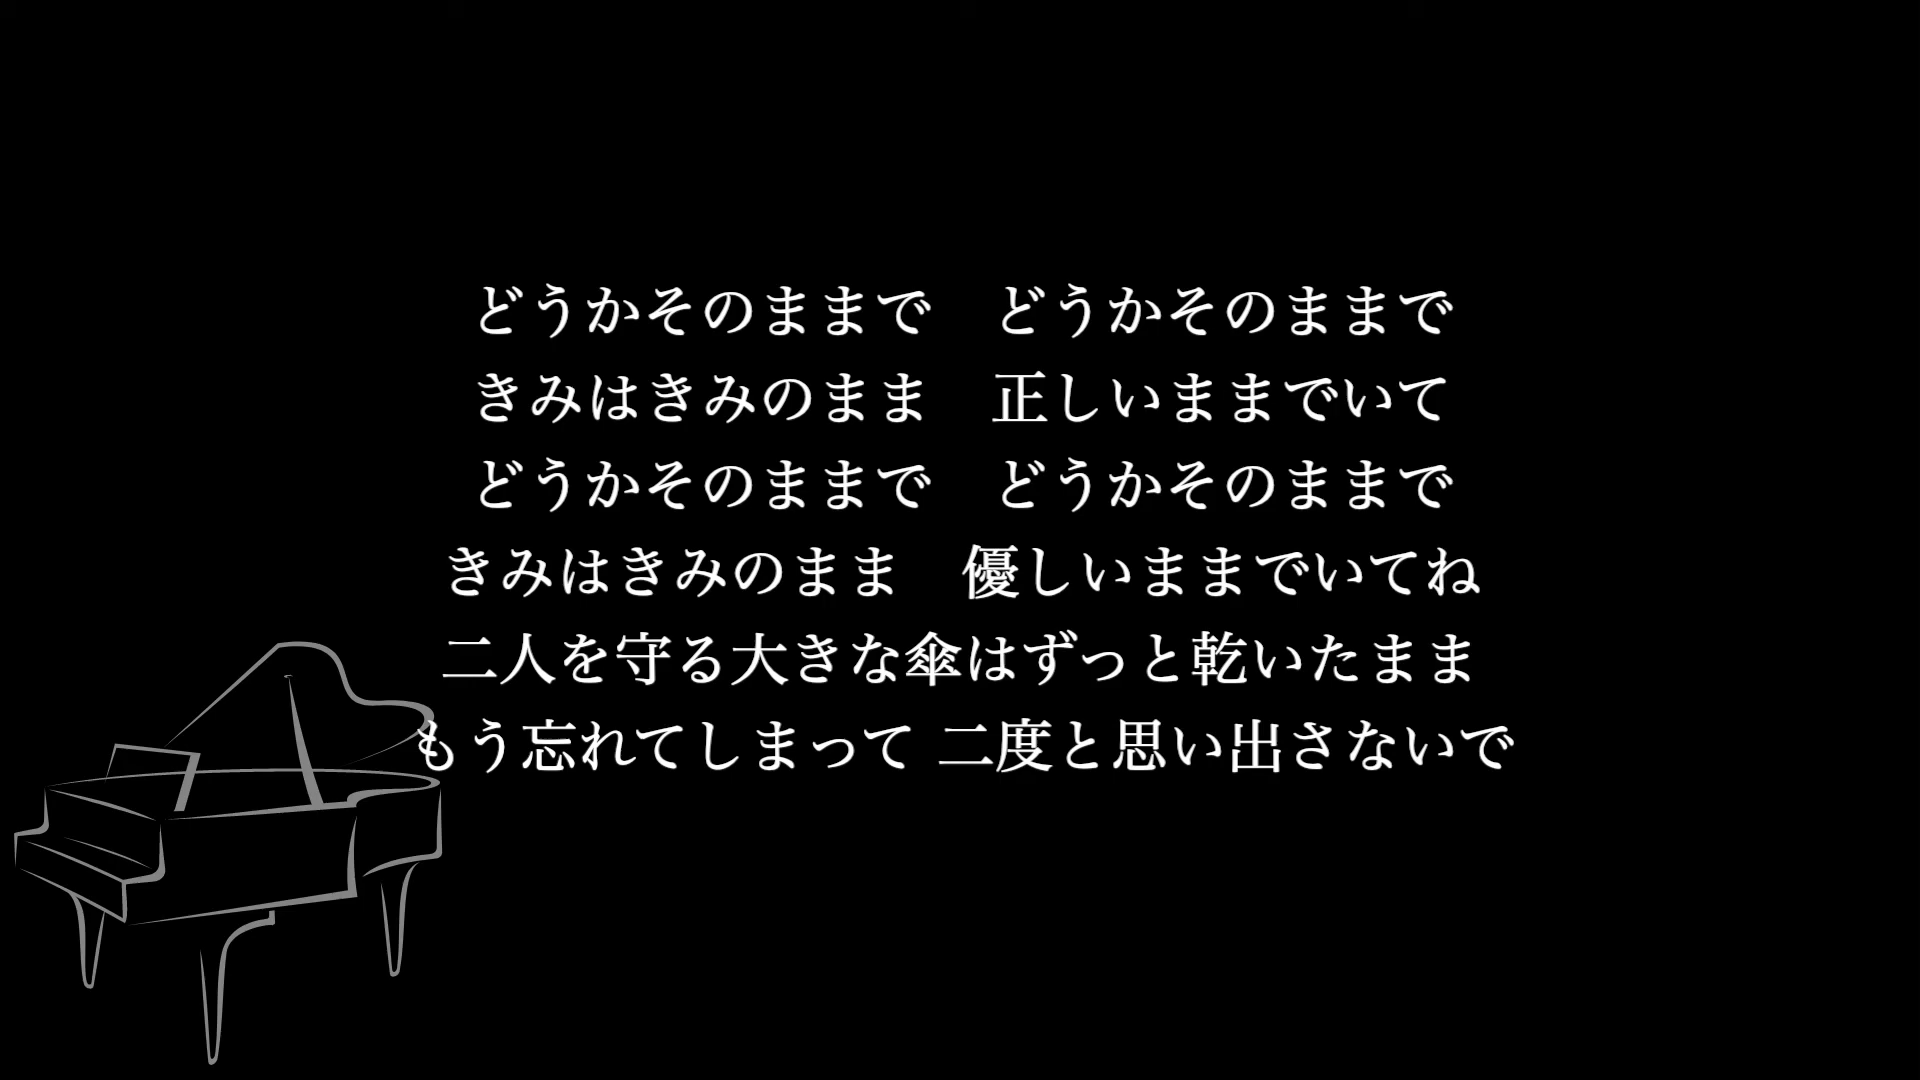 どうかそのままで　どうかそのままで
きみはきみのまま　正しいままでいて
どうかそのままで　どうかそのままで
きみはきみのまま　優しいままでいてね
二人を守る大きな傘はずっと乾いたまま
もう忘れてしまって 二度と思い出さないで